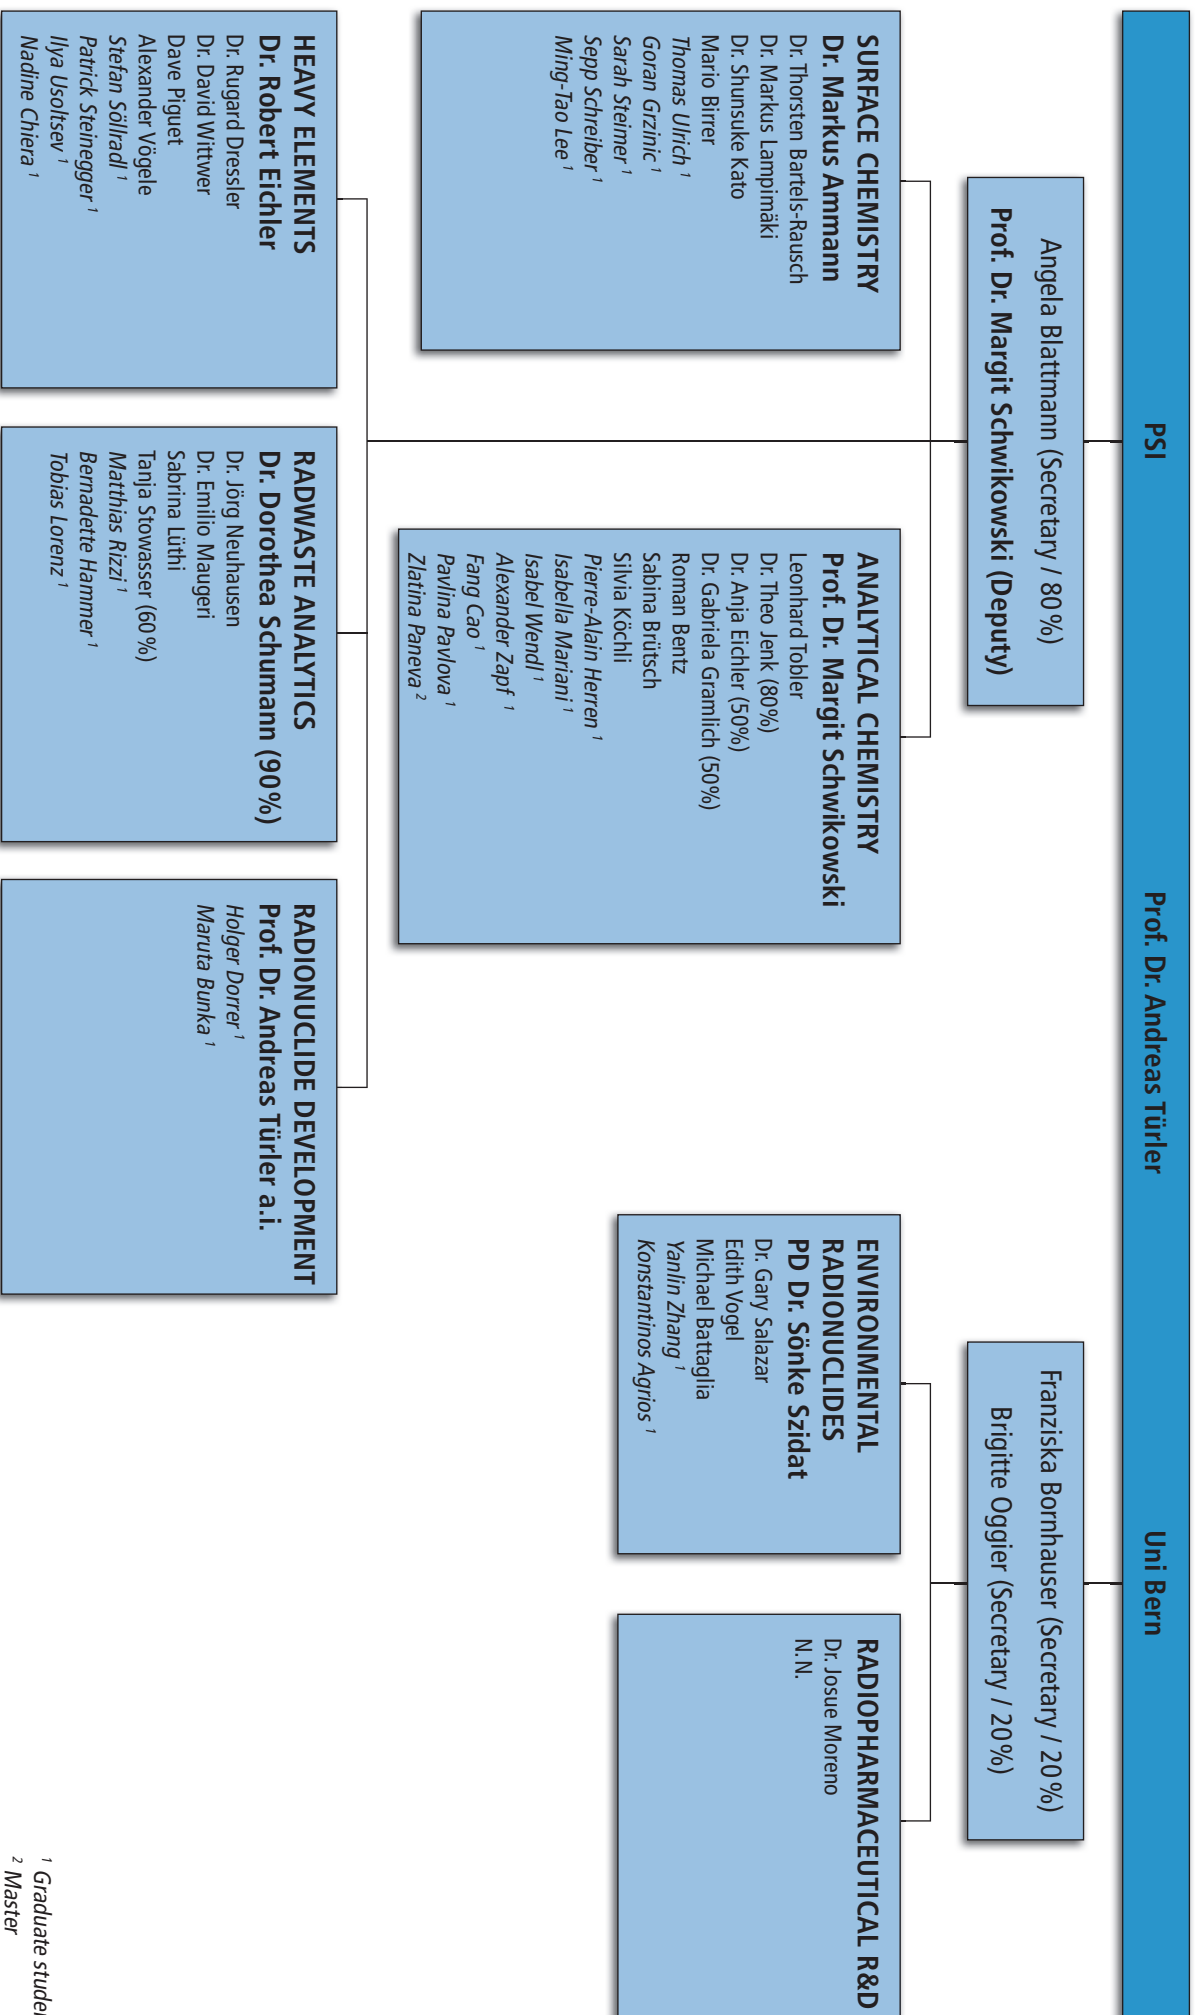 PSI
Prof. Dr. Andreas Türler
Uni Bern
Angela Blattmann (Secretary / 80 %)
Prof. Dr. Margit Schwikowski (Deputy)
Franziska Bornhauser (Secretary / 20 %)
Brigitte Oggier (Secretary / 20 %)
SURFACE CHEMISTRY
Dr. Markus Ammann
Dr. Thorsten Bartels-Rausch
Dr. Markus Lampimäki
Dr. Shunsuke Kato
Mario Birrer
Thomas Ulrich ¹
Goran Grzinic ¹
Sarah Steimer ¹
Sepp Schreiber ¹
Ming-Tao Lee ¹
ANALYTICAL CHEMISTRY
Prof. Dr. Margit Schwikowski
Leonhard Tobler
Dr. Theo Jenk (80%)
Dr. Anja Eichler (50%)
Dr. Gabriela Gramlich (50%)
Roman Bentz
Sabina Brütsch
Silvia Köchli
Pierre-Alain Herren ¹
Isabella Mariani ¹
Isabel Wendl ¹
Alexander Zapf ¹
Fang Cao ¹
Pavlina Pavlova ¹
Zlatina Paneva ²
ENVIRONMENTAL
RADIONUCLIDES
PD Dr. Sönke Szidat
Dr. Gary Salazar
Edith Vogel
Michael Battaglia
Yanlin Zhang ¹
Konstantinos Agrios ¹
RADIOPHARMACEUTICAL R&D
Dr. Josue Moreno
N.N.
HEAVY ELEMENTS
Dr. Robert Eichler
Dr. Rugard Dressler
Dr. David Wittwer
Dave Piguet
Alexander Vögele
Stefan Söllradl ¹
Patrick Steinegger ¹
Ilya Usoltsev ¹
Nadine Chiera ¹
RADWASTE ANALYTICS
Dr. Dorothea Schumann (90%)
Dr. Jörg Neuhausen
Dr. Emilio Maugeri
Sabrina Lüthi
Tanja Stowasser (60 %)
Matthias Rizzi ¹
Bernadette Hammer ¹
Tobias Lorenz ¹
RADIONUCLIDE DEVELOPMENT
Prof. Dr. Andreas Türler a.i.
Holger Dorrer ¹
Maruta Bunka ¹
¹ Graduate
² Master